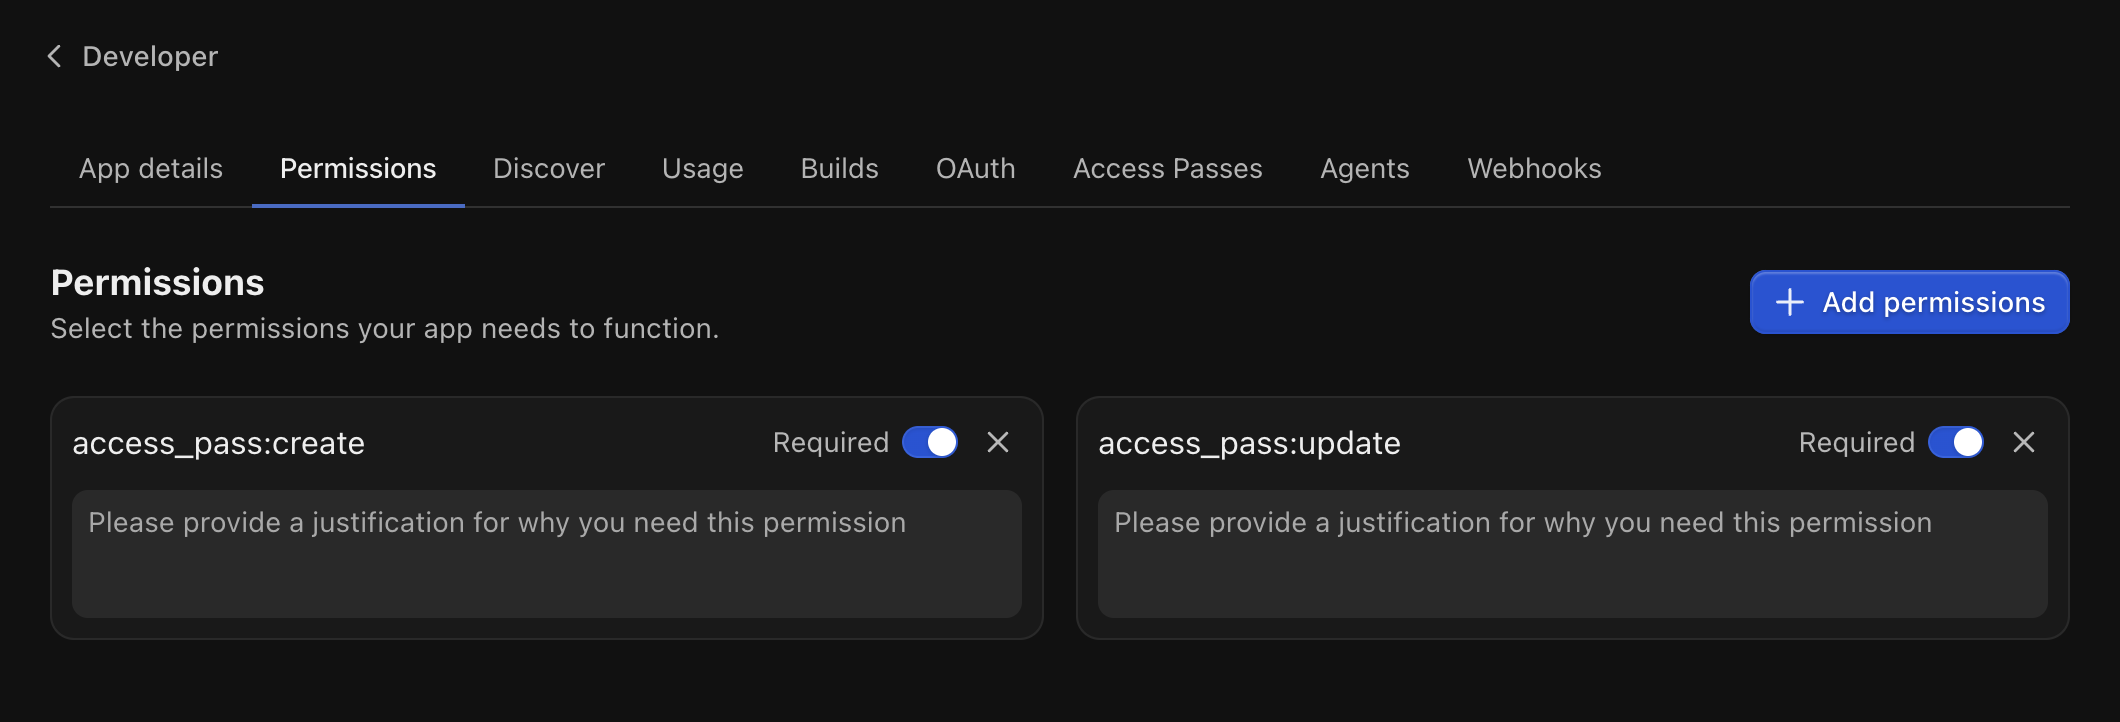 Developer
App details Permissions Discover Usage Builds OAuth Access Passes Agents Webhooks
Permissions
Select the permissions your app needs to function.
Add permissions
access_pass:create Required
Please provide a justification for why you need this permission
access_pass:update Required
Please provide a justification for why you need this permission